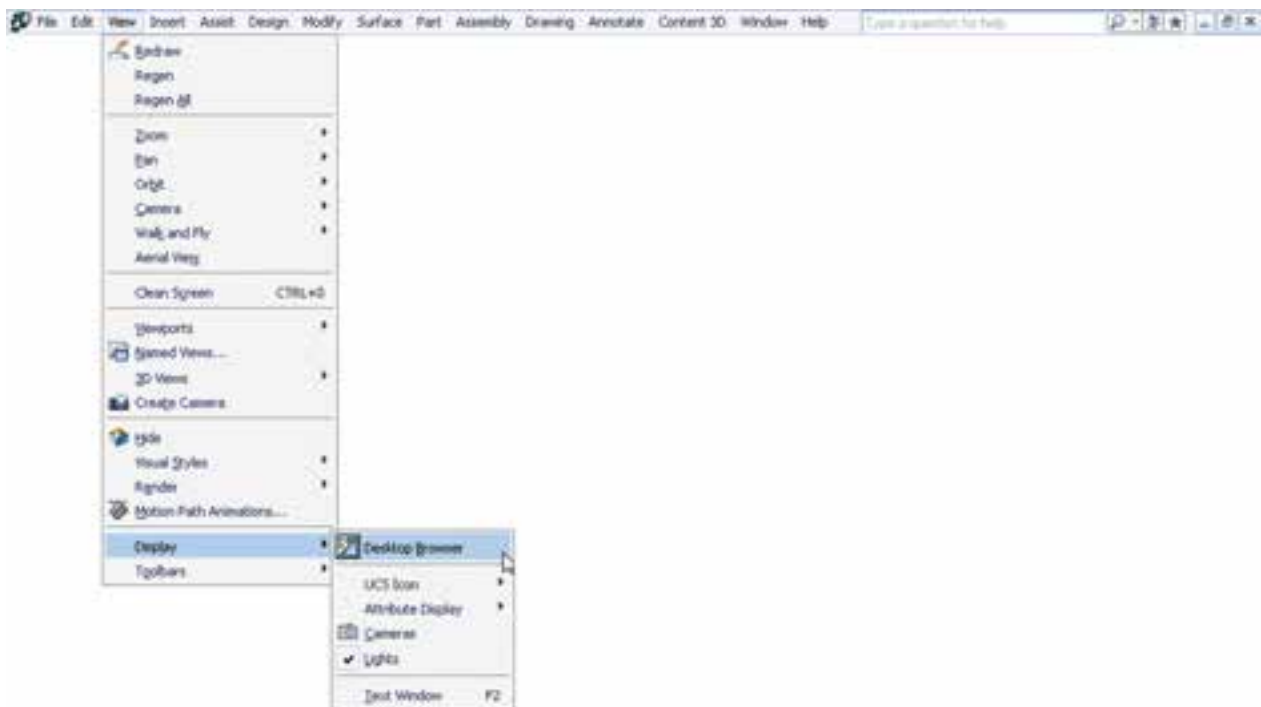 File Edit View Insert Assist Design Modify Surface Part Assembly Drawing Annotate Content 3D Window Help Type a question for help
Redraw
Regen
Regen All
Zoom
Pan
Orbit
Camera
Walk and Fly
Aerial View
Clean Screen CTRL+0
Viewports
Named Views...
3D Views
Create Camera
Hide
Visual Styles
Render
Motion Path Animations...
Display
Toolbars
Desktop Browser
UCS Icon
Attribute Display
Cameras
Lights
Text Window F2